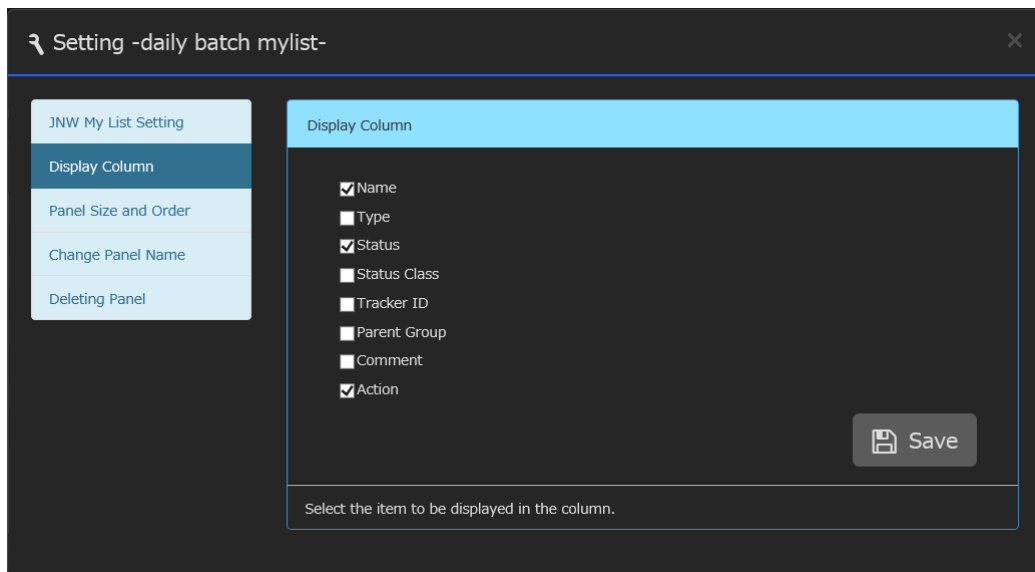 Setting -daily batch mylist-
JNW My List Setting
Display Column
Panel Size and Order
Change Panel Name
Deleting Panel
Display Column
Name
Type
Status
Status Class
Tracker ID
Parent Group
Comment
Action
Save
Select the item to be displayed in the column.